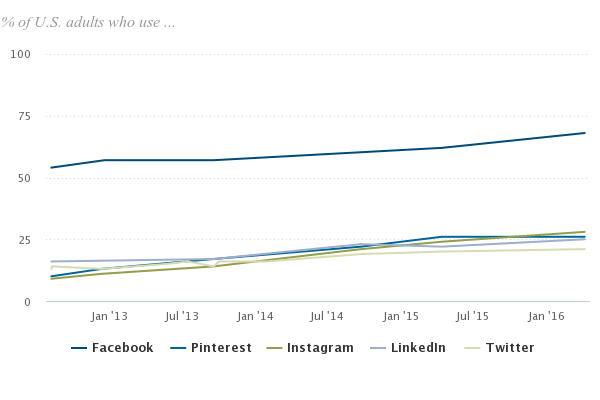 % of U.S. adults who use ...
100
75
50
25
0
Jan '13 Jul '13 Jan '14 Jul '14 Jan '15 Jul '15 Jan '16
Facebook Pinterest Instagram LinkedIn Twitter